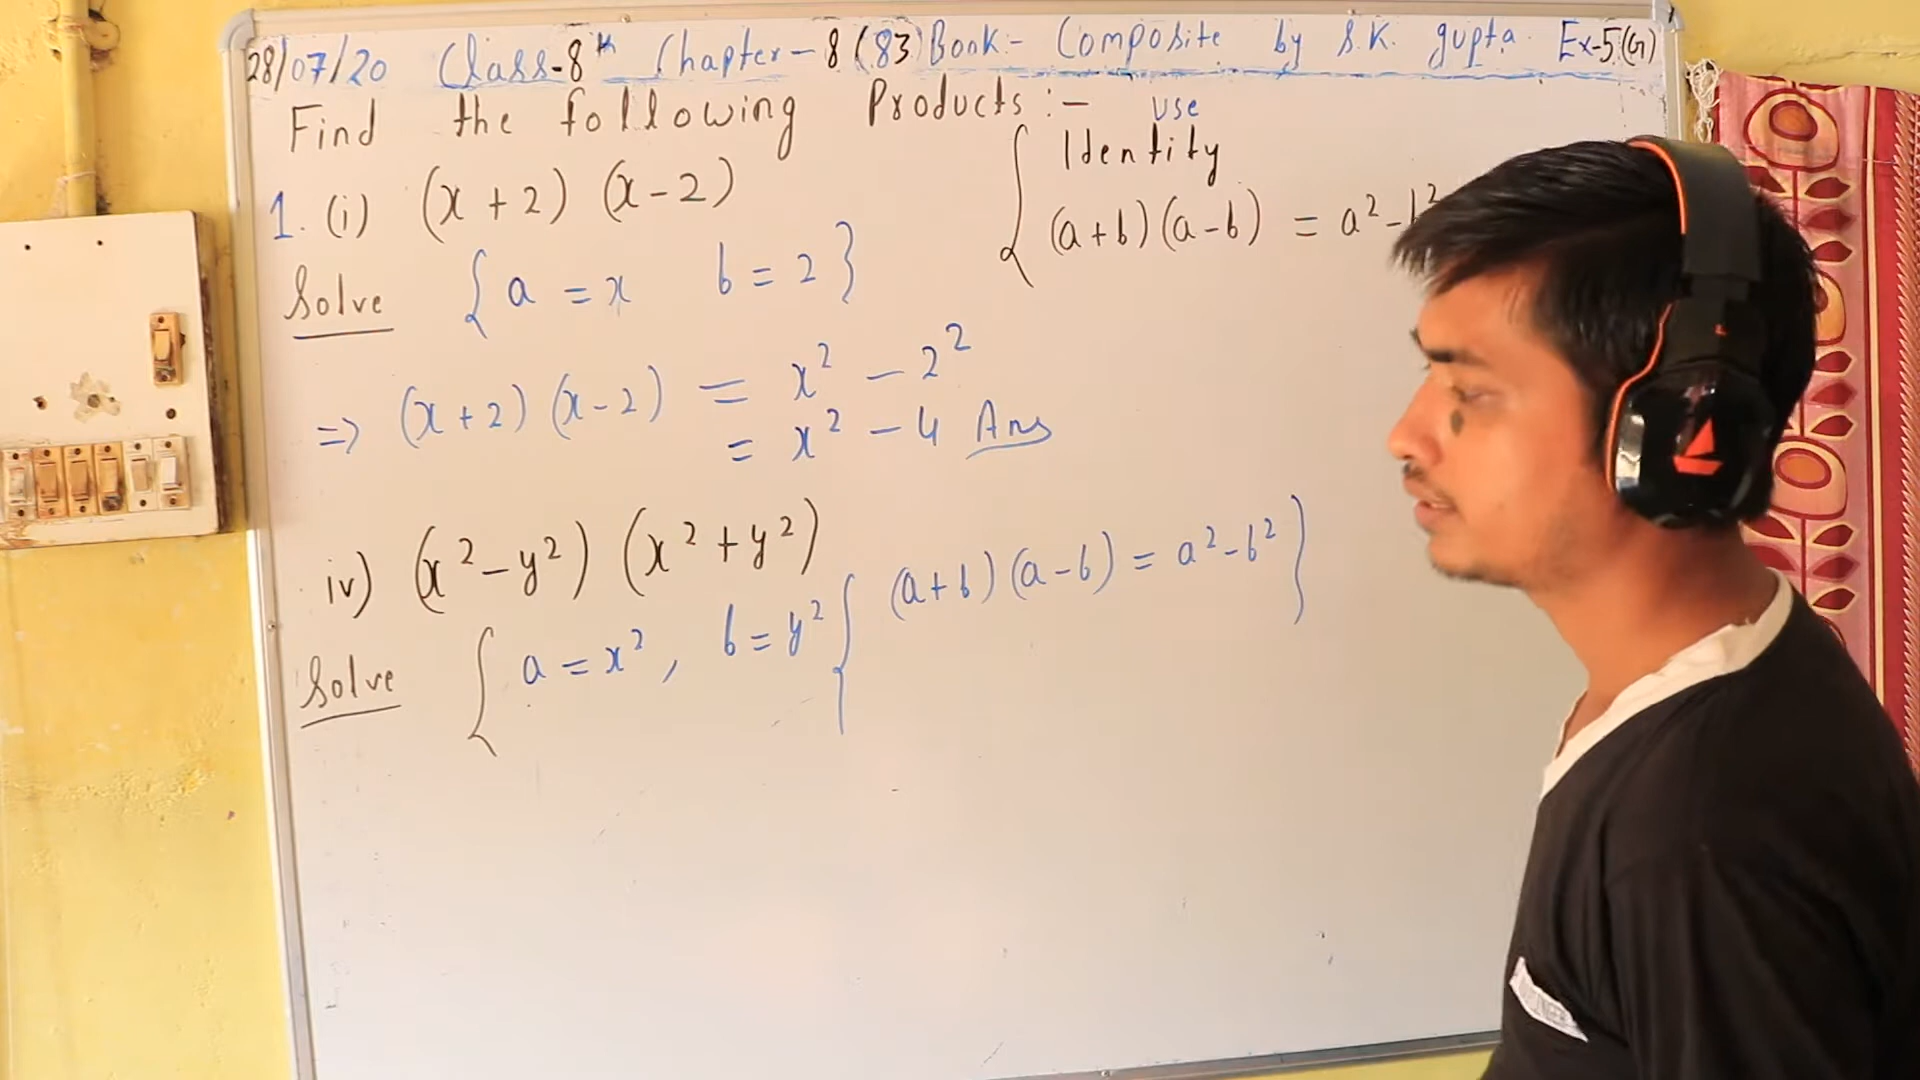 28/07/20 Class-8th Chapter-8 (83) Book:- Composite by S.K. gupta. Ex-5(G)
Find the following Products:- use
Identity
1. (i) (x+2) (x-2)
(a+b)(a-b) = a²-b²
Solve { a = x b = 2 }
=> (x+2) (x-2) = x² - 2²
= x² - 4 Ans
iv) (x²-y²) (x²+y²)
{ (a+b)(a-b) = a²-b² }
Solve { a = x², b = y²